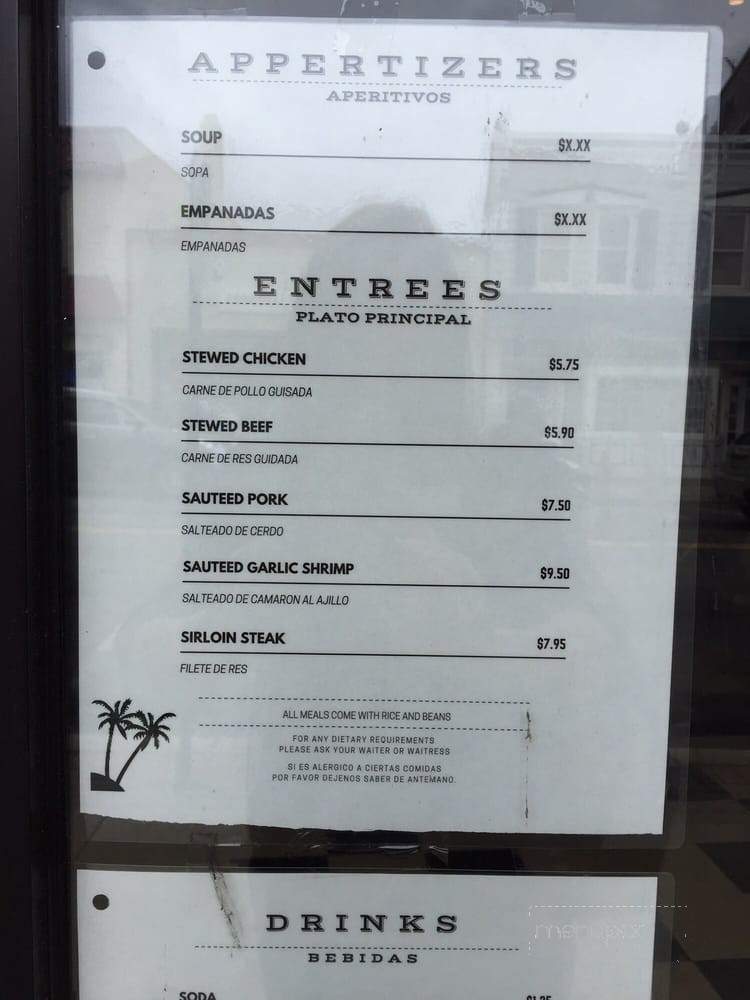 APPERTIZERS
APERITIVOS
SOUP $X.XX
SOPA
EMPANADAS $X.XX
EMPANADAS
ENTREES
PLATO PRINCIPAL
STEWED CHICKEN $5.75
CARNE DE POLLO GUISADA
STEWED BEEF $5.90
CARNE DE RES GUIDADA
SAUTEED PORK $7.50
SALTEADO DE CERDO
SAUTEED GARLIC SHRIMP $9.50
SALTEADO DE CAMARON AL AJILLO
SIRLOIN STEAK $7.95
FILETE DE RES
ALL MEALS COME WITH RICE AND BEANS
FOR ANY DIETARY REQUIREMENTS
PLEASE ASK YOUR WAITER OR WAITRESS
SI ES ALERGICO A CIERTAS COMIDAS
POR FAVOR DEJENOS SABER DE ANTEMANO.
DRINKS
menupix
BEBIDAS
SODA $1.25